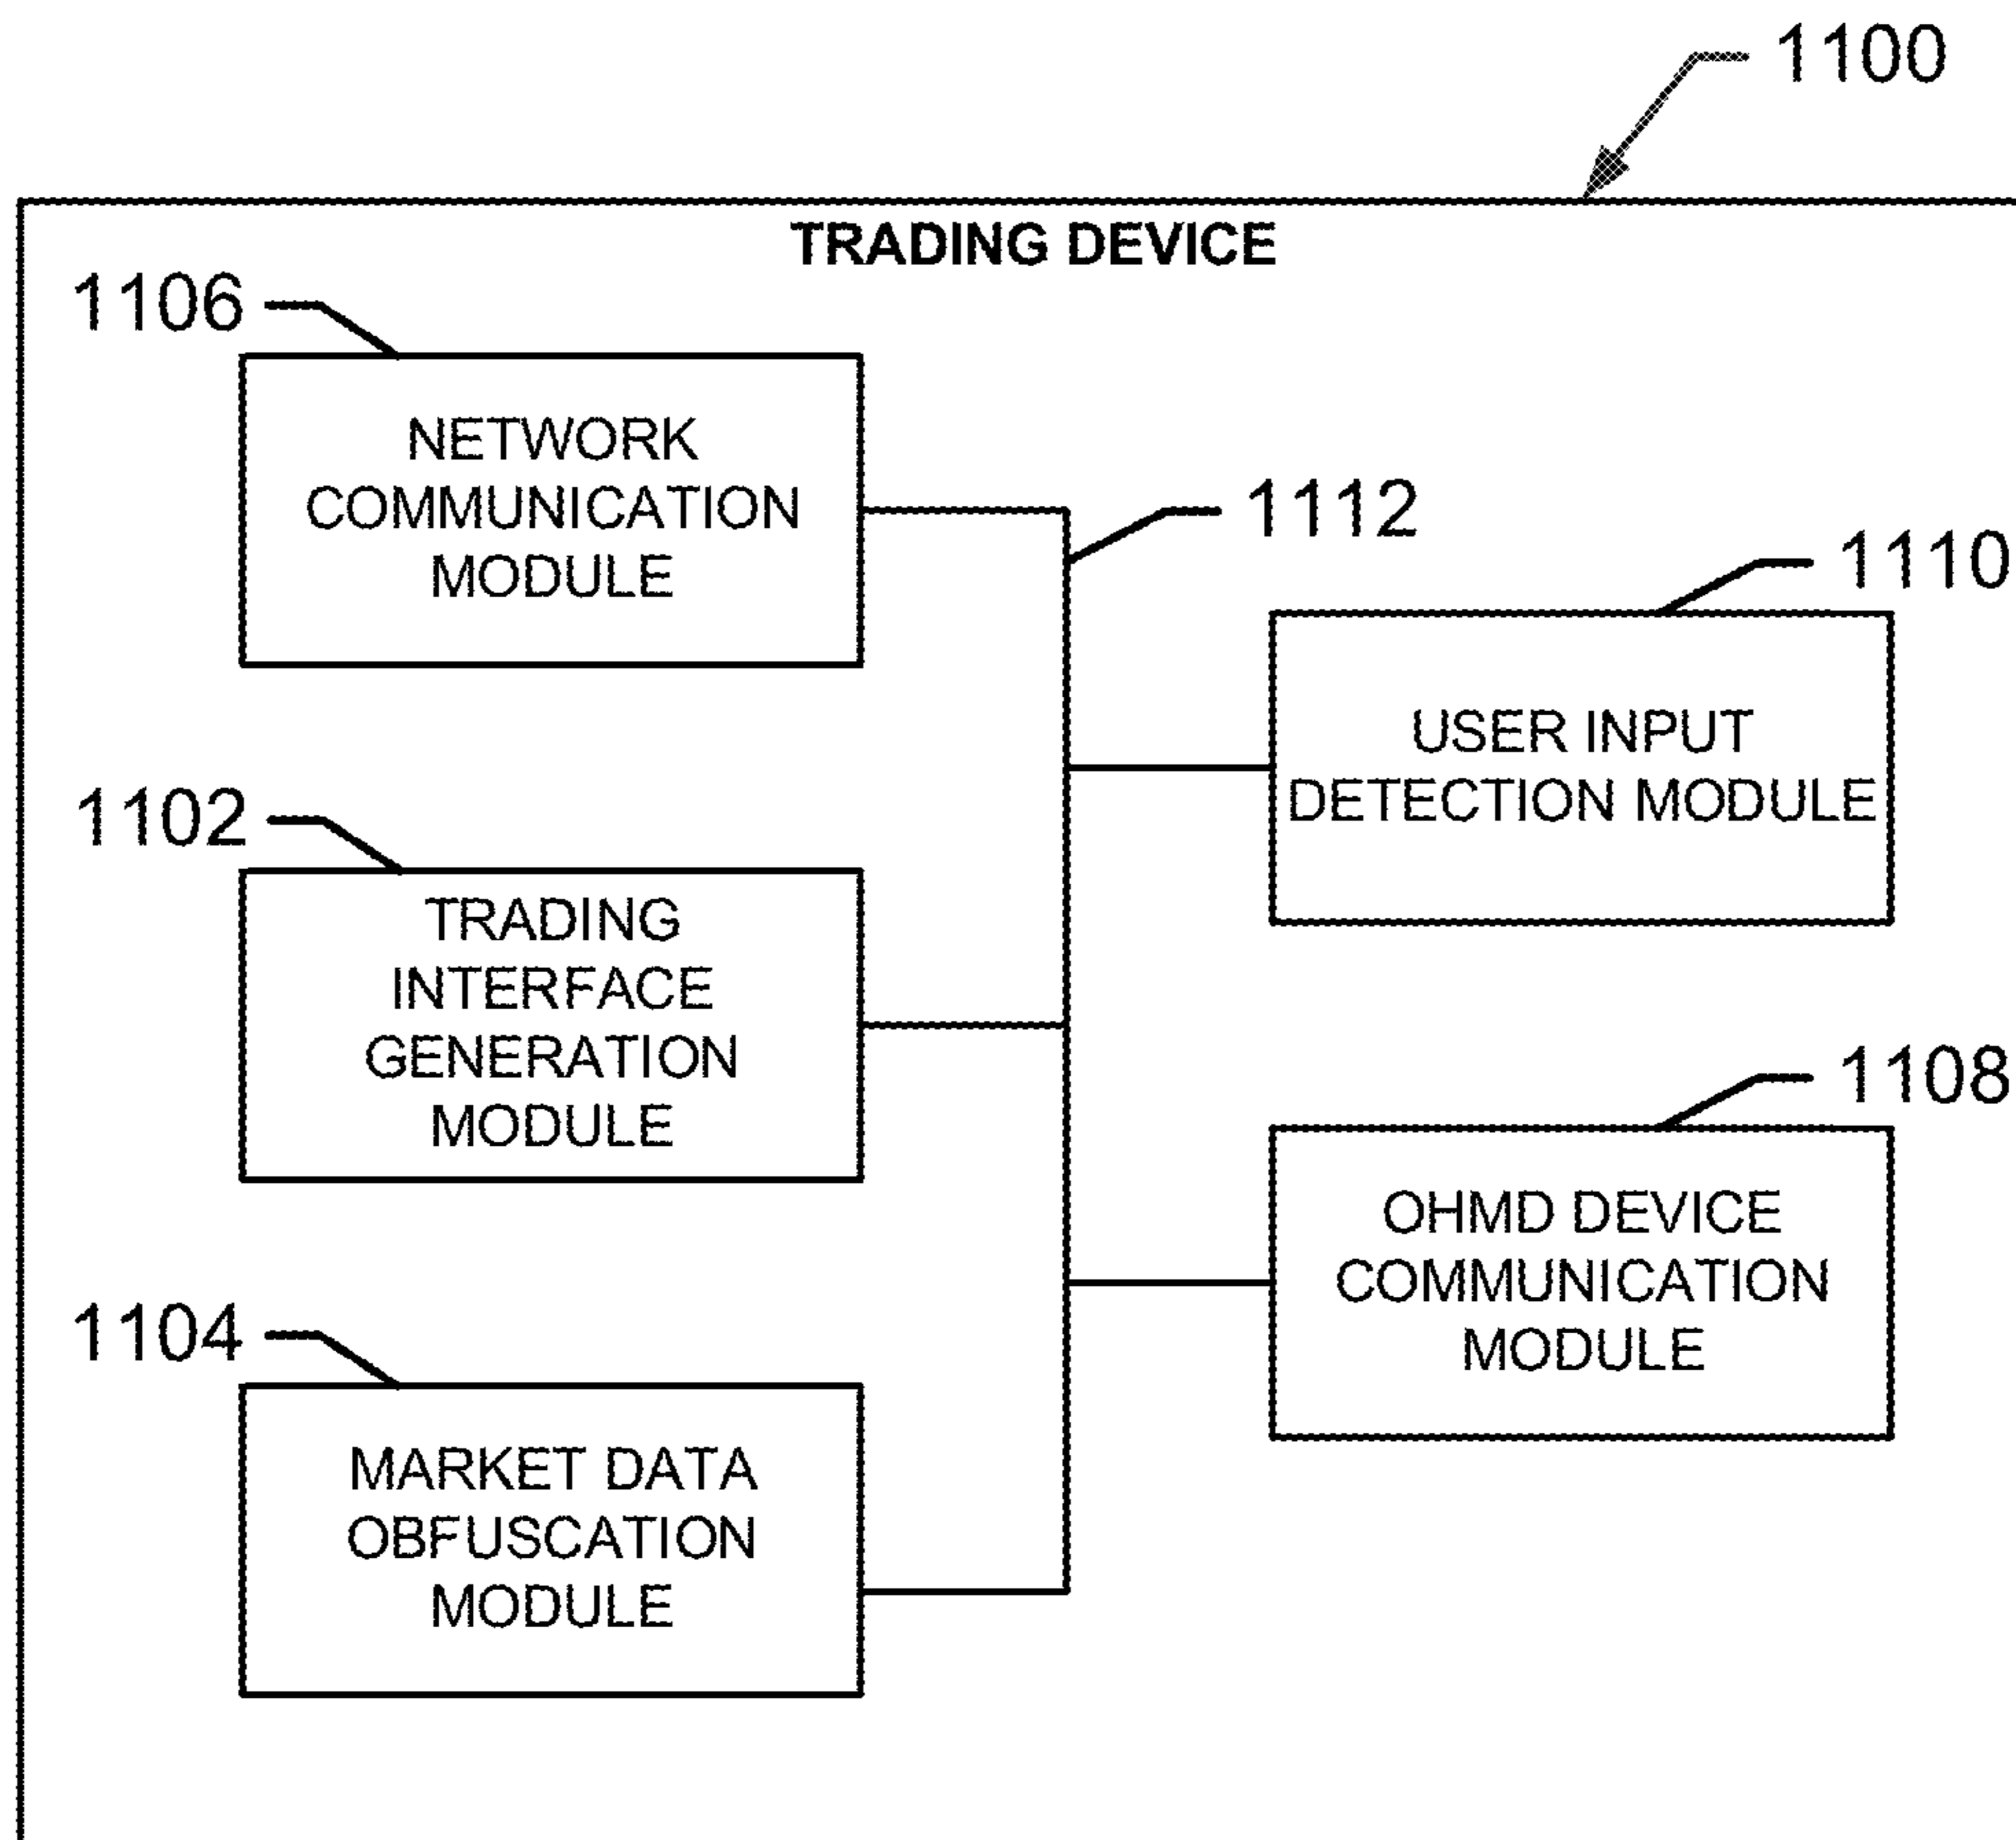 1100
TRADING DEVICE
1106
NETWORK
COMMUNICATION
MODULE
1112
1110
USER INPUT
DETECTION MODULE
1102
TRADING
INTERFACE
GENERATION
MODULE
1108
OHMD DEVICE
COMMUNICATION
MODULE
1104
MARKET DATA
OBFUSCATION
MODULE